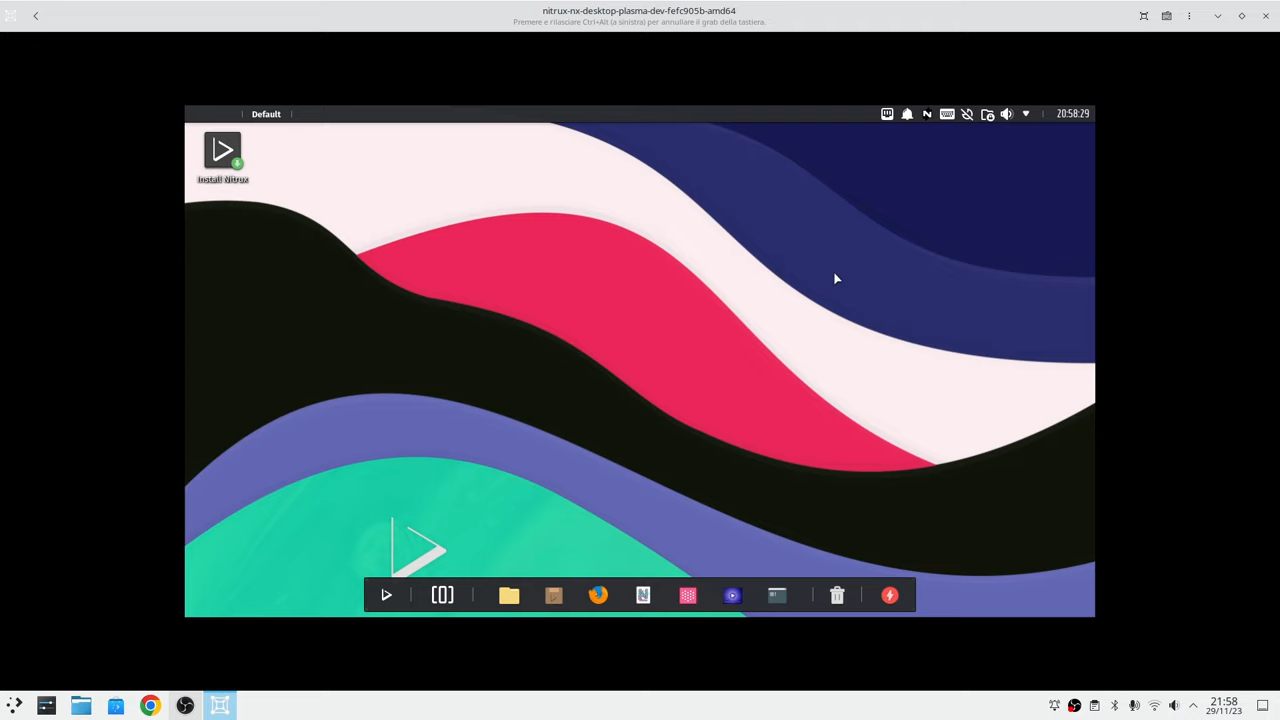 nitrux-nx-desktop-plasma-dev-fefc905b-amd64
Premere e rilasciare Ctrl+Alt (a sinistra) per annullare il grab della tastiera.
Default
20:58:29
Install Nitrux
21:58
29/11/23